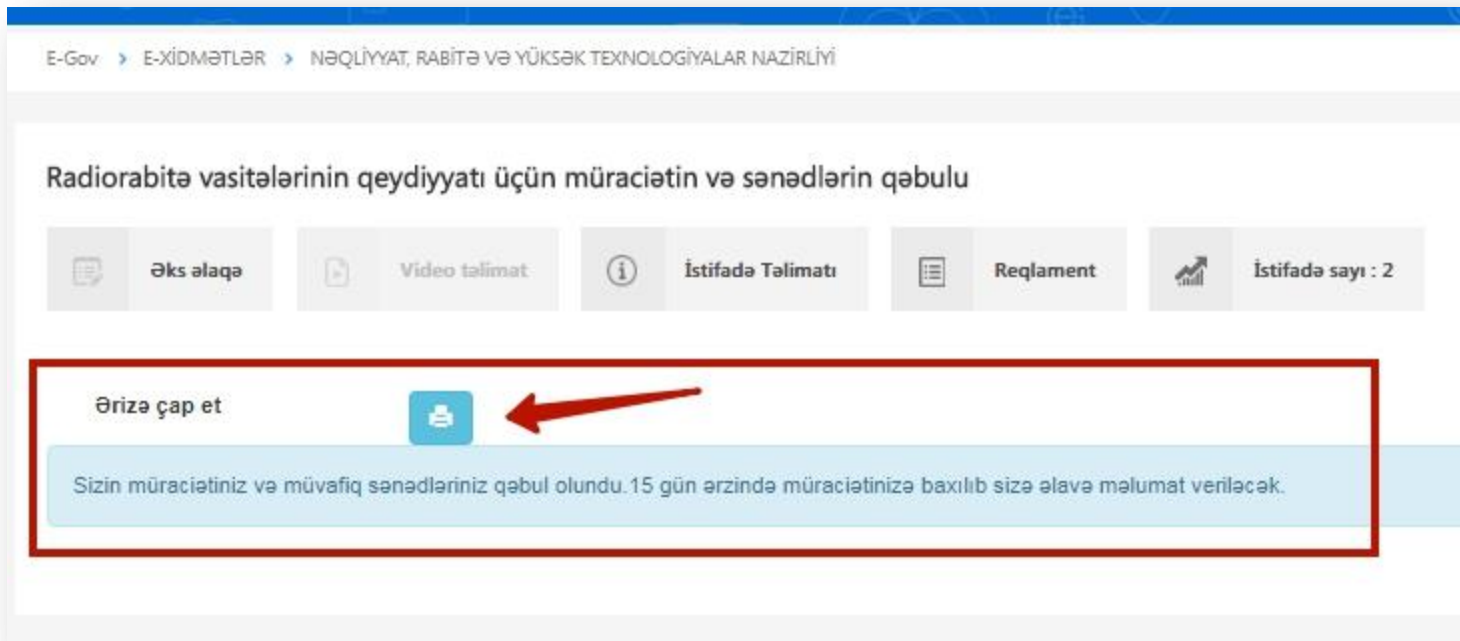 E-Gov > E-XİDMƏTLƏR > NƏQLİYYAT, RABİTƏ VƏ YÜKSƏK TEXNOLOGİYALAR NAZİRLİYİ
Radiorabitə vasitələrinin qeydiyyatı üçün müraciətin və sənədlərin qəbulu
Əks əlaqə Video təlimat İstifadə Təlimatı Reqlament İstifadə sayı : 2
Ərizə çap et
Sizin müraciətiniz və müvafiq sənədləriniz qəbul olundu.15 gün ərzində müraciətinizə baxılıb sizə əlavə məlumat veriləcək.